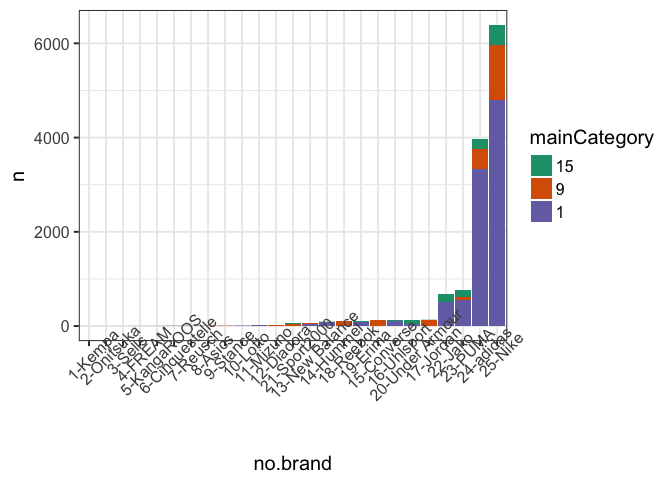 6000
4000
2000
0
n
mainCategory
15
9
1
1-Kempa
2-Onitsuka
3-Selle
4-FREAM
5-KangaROOS
6-Cinquestelle
7-Reusch
8-Asics
9-Stance
10-Lotto
11-Mizuno
12-Diadora
21-Sport2000
13-New Balance
14-Hummel
18-Reebok
19-Erima
15-Converse
16-Uhlsport
20-Under Armour
17-Jordan
22-Jako
23-PUMA
24-adidas
25-Nike
no.brand